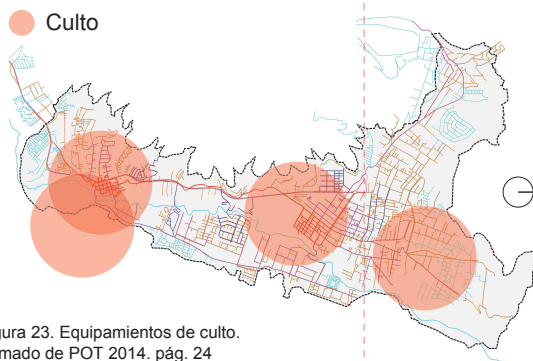 Culto
gura 23. Equipamientos de culto.
mado de POT 2014. pág. 24